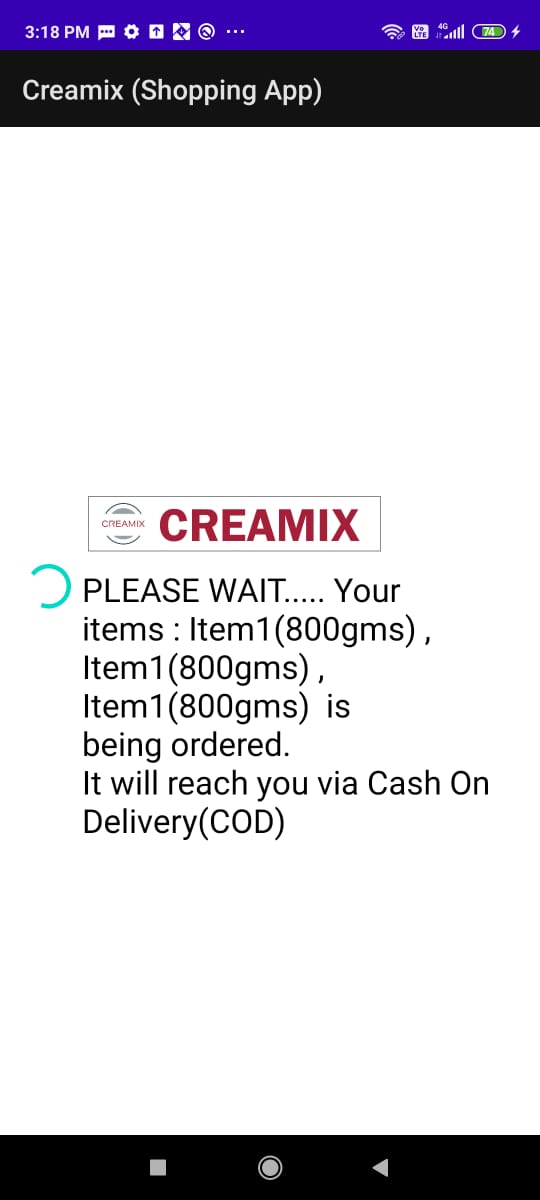 3:18 PM
Vo LTE 4G 74
Creamix (Shopping App)
CREAMIX CREAMIX
PLEASE WAIT..... Your
items : Item1(800gms) ,
Item1(800gms) ,
Item1(800gms)  is
being ordered.
It will reach you via Cash On
Delivery(COD)